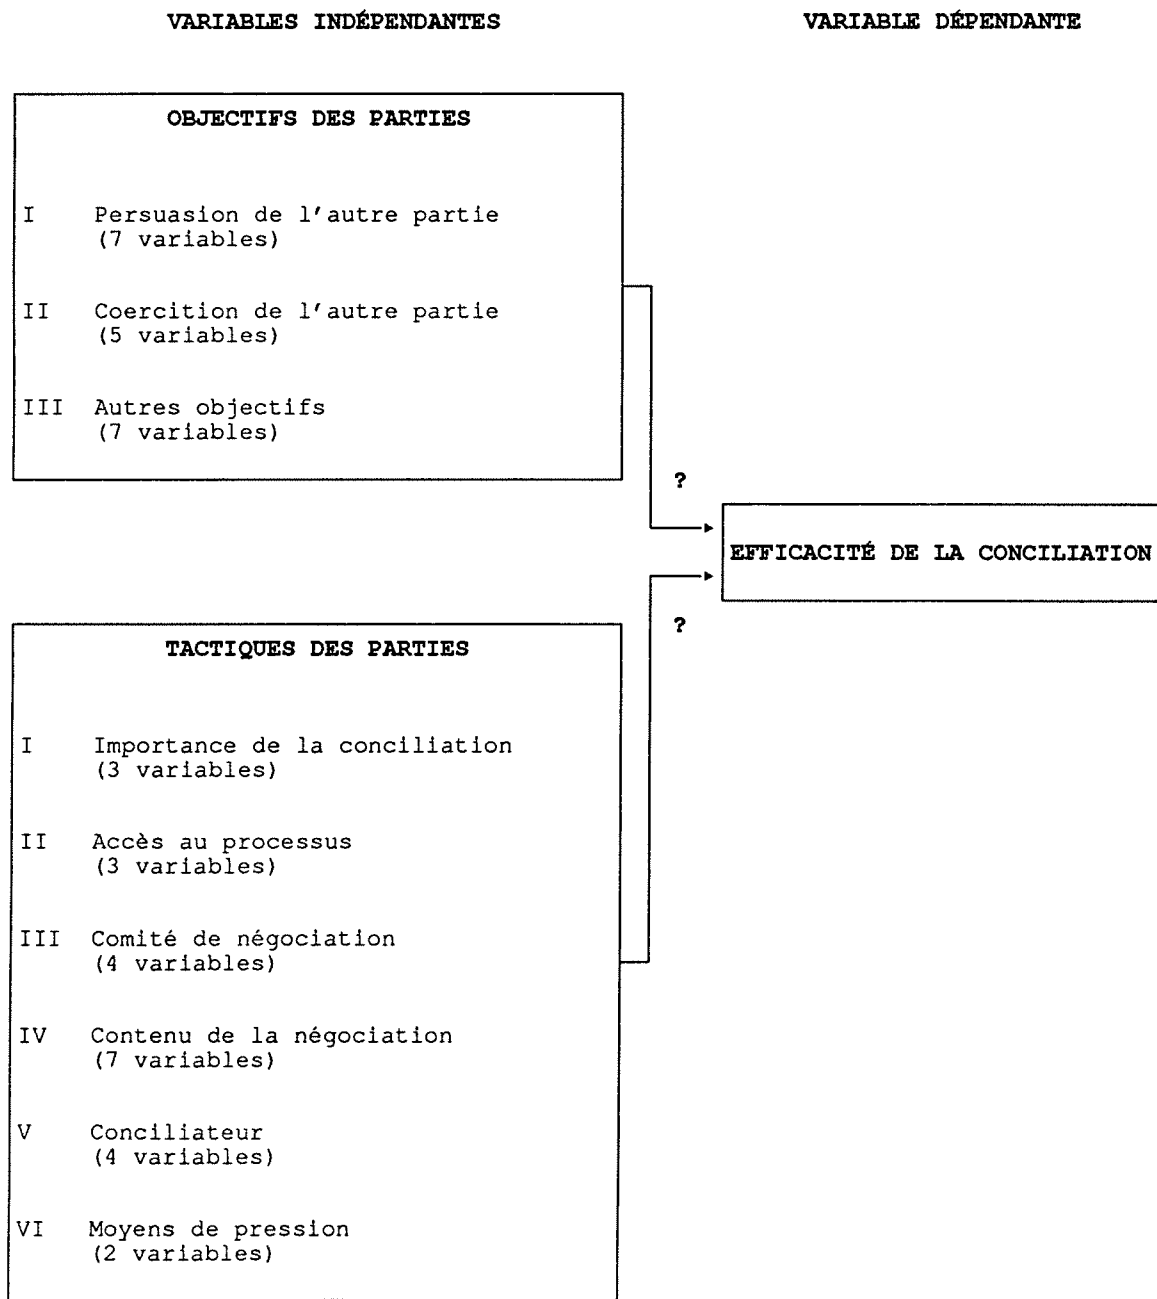 VARIABLES INDÉPENDANTES
VARIABLE DÉPENDANTE
OBJECTIFS DES PARTIES
I Persuasion de l'autre partie
(7 variables)
II Coercition de l'autre partie
(5 variables)
III Autres objectifs
(7 variables)
?
EFFICACITÉ DE LA CONCILIATION
?
TACTIQUES DES PARTIES
I Importance de la conciliation
(3 variables)
II Accès au processus
(3 variables)
III Comité de négociation
(4 variables)
IV Contenu de la négociation
(7 variables)
V Conciliateur
(4 variables)
VI Moyens de pression
(2 variables)